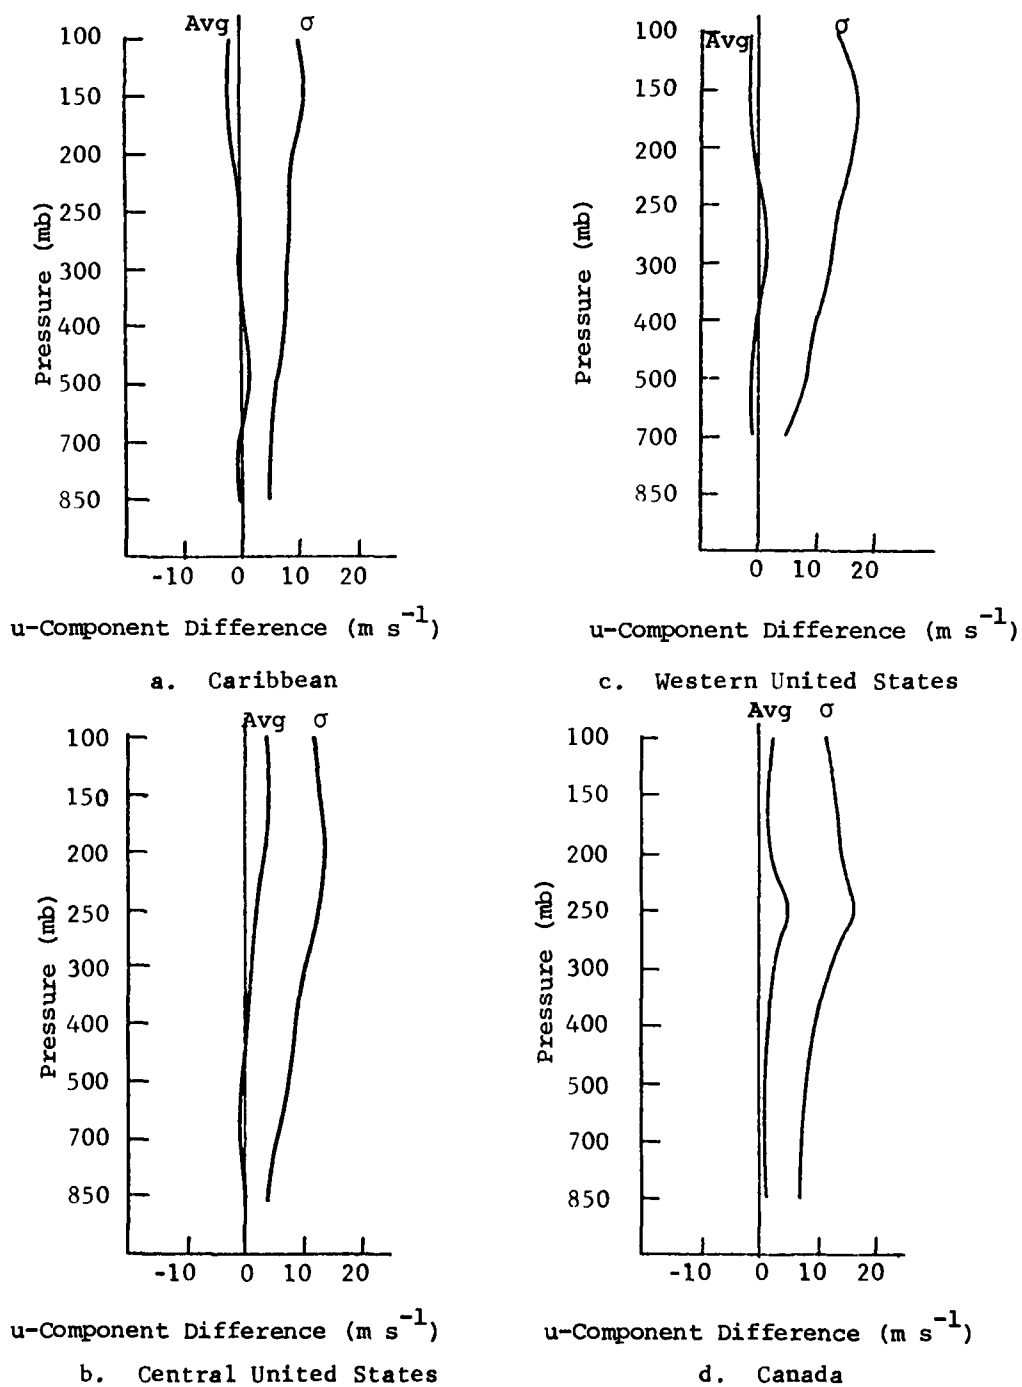 Avg σ
100
150
200
250
300
400
500
700
850
Pressure (mb)
-10 0 10 20
u-Component Difference (m s⁻¹)
a. Caribbean
Avg σ
100
150
200
250
300
400
500
700
850
Pressure (mb)
0 10 20
u-Component Difference (m s⁻¹)
c. Western United States
Avg σ
100
150
200
250
300
400
500
700
850
Pressure (mb)
-10 0 10 20
u-Component Difference (m s⁻¹)
b. Central United States
Avg σ
100
150
200
250
300
400
500
700
850
Pressure (mb)
-10 0 10 20
u-Component Difference (m s⁻¹)
d. Canada